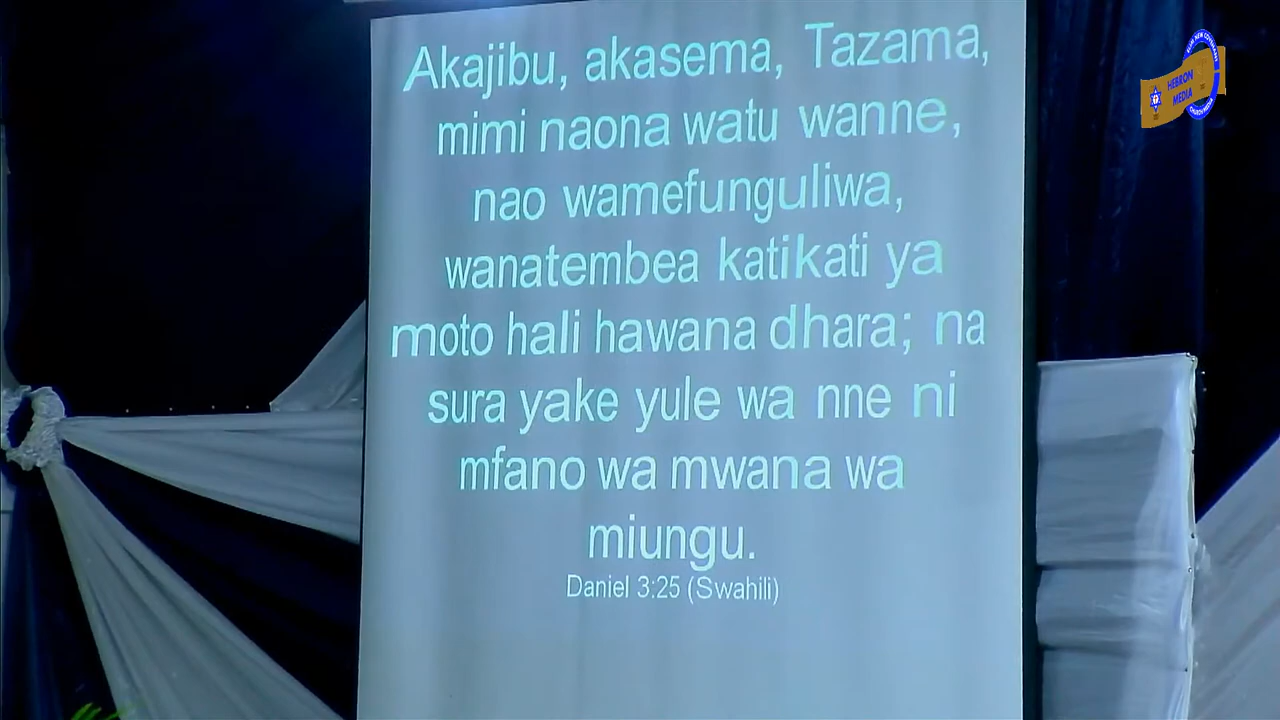 Akajibu, akasema, Tazama,
mimi naona watu wanne,
nao wamefunguliwa,
wanatembea katikati ya
moto hali hawana dhara; na
sura yake yule wa nne ni
mfano wa mwana wa
miungu.
Daniel 3:25 (Swahili)
HEBRON
MEDIA